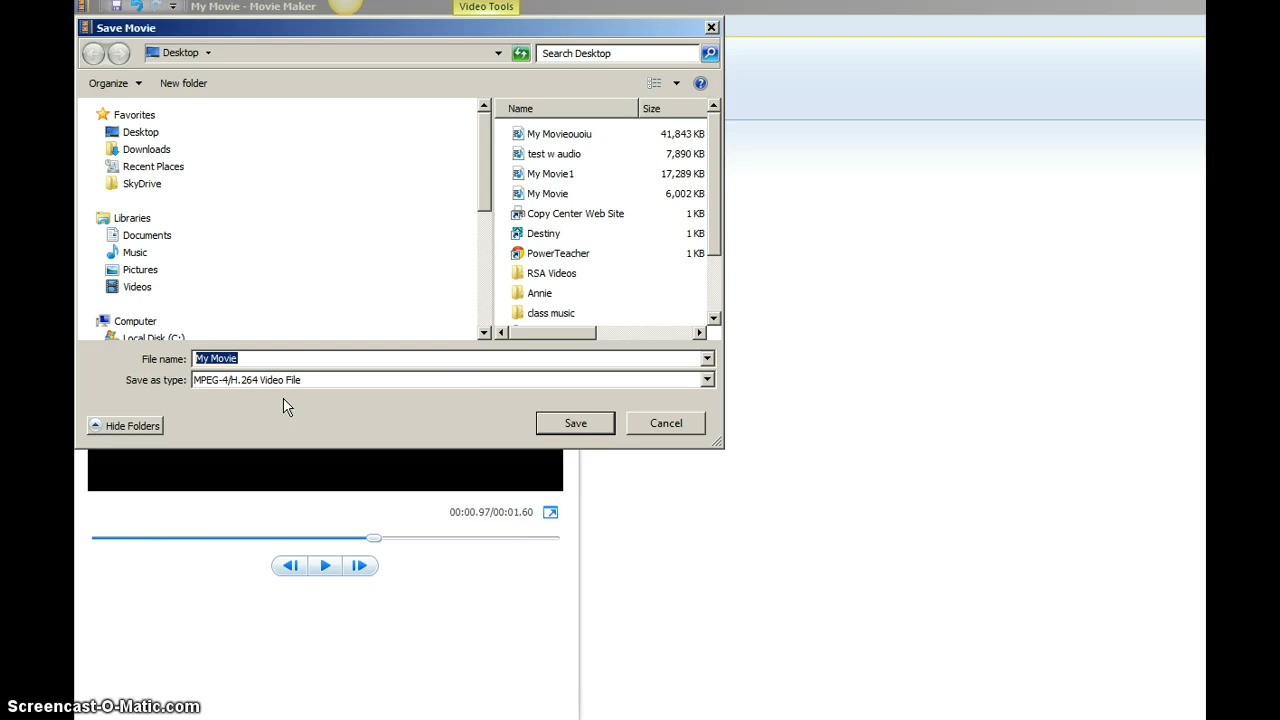 My Movie - Movie Maker
Video Tools
Save Movie
Desktop
Search Desktop
Organize
New folder
Favorites
Desktop
Downloads
Recent Places
SkyDrive
Libraries
Documents
Music
Pictures
Videos
Computer
Local Disk (C:)
Name Size
My Movieouoiu 41,843 KB
test w audio 7,890 KB
My Movie1 17,289 KB
My Movie 6,002 KB
Copy Center Web Site 1 KB
Destiny 1 KB
PowerTeacher 1 KB
RSA Videos
Annie
class music
File name: My Movie
Save as type: MPEG-4/H.264 Video File
Hide Folders
Save
Cancel
00:00.97/00:01.60
Screencast-O-Matic.com